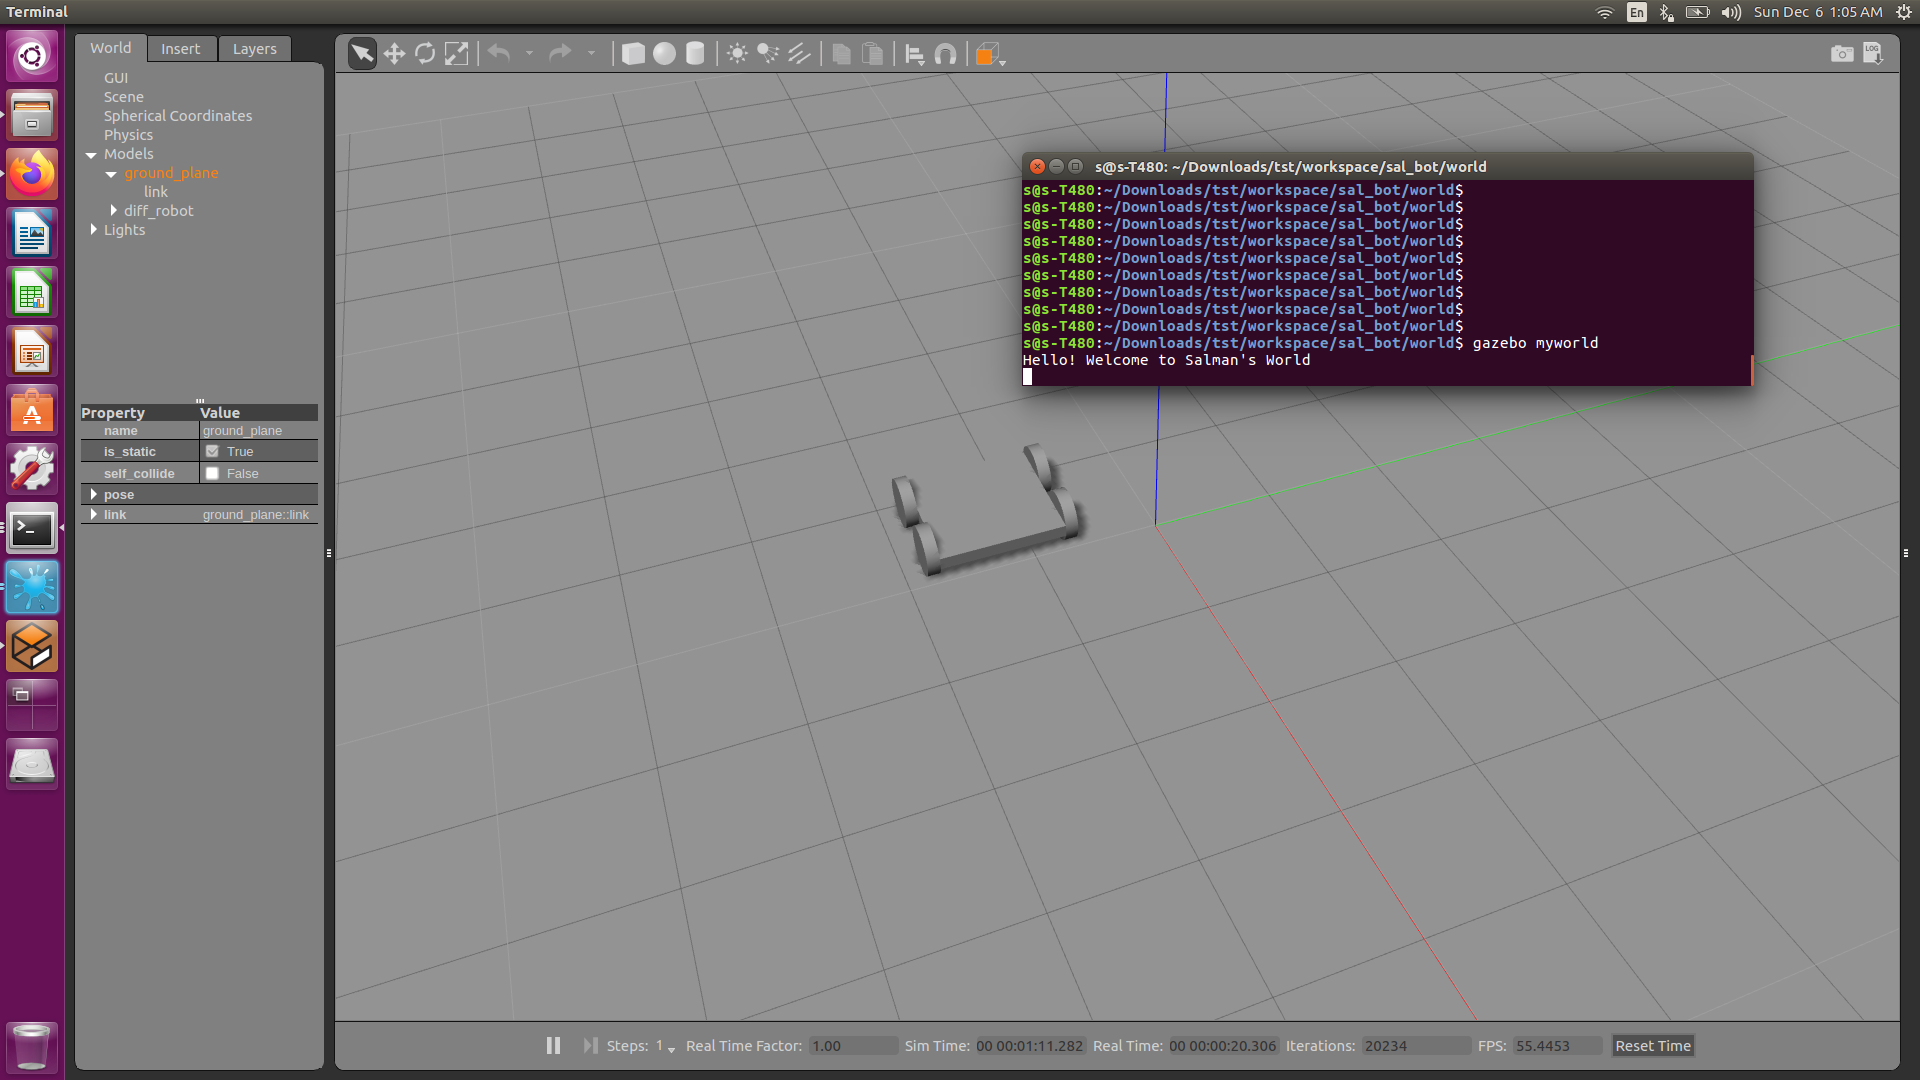 Terminal
En
Sun Dec 6 1:05 AM
World Insert Layers
LOG
GUI
Scene
Spherical Coordinates
Physics
Models
ground_plane
link
diff_robot
Lights
Property Value
name ground_plane
is_static True
self_collide False
pose
link ground_plane::link
s@s-T480: ~/Downloads/tst/workspace/sal_bot/world
s@s-T480:~/Downloads/tst/workspace/sal_bot/world$
s@s-T480:~/Downloads/tst/workspace/sal_bot/world$
s@s-T480:~/Downloads/tst/workspace/sal_bot/world$
s@s-T480:~/Downloads/tst/workspace/sal_bot/world$
s@s-T480:~/Downloads/tst/workspace/sal_bot/world$
s@s-T480:~/Downloads/tst/workspace/sal_bot/world$
s@s-T480:~/Downloads/tst/workspace/sal_bot/world$
s@s-T480:~/Downloads/tst/workspace/sal_bot/world$
s@s-T480:~/Downloads/tst/workspace/sal_bot/world$
s@s-T480:~/Downloads/tst/workspace/sal_bot/world$ gazebo myworld
Hello! Welcome to Salman's World
Steps: 1 Real Time Factor: 1.00 Sim Time: 00 00:01:11.282 Real Time: 00 00:00:20.306 Iterations: 20234 FPS: 55.4453 Reset Time